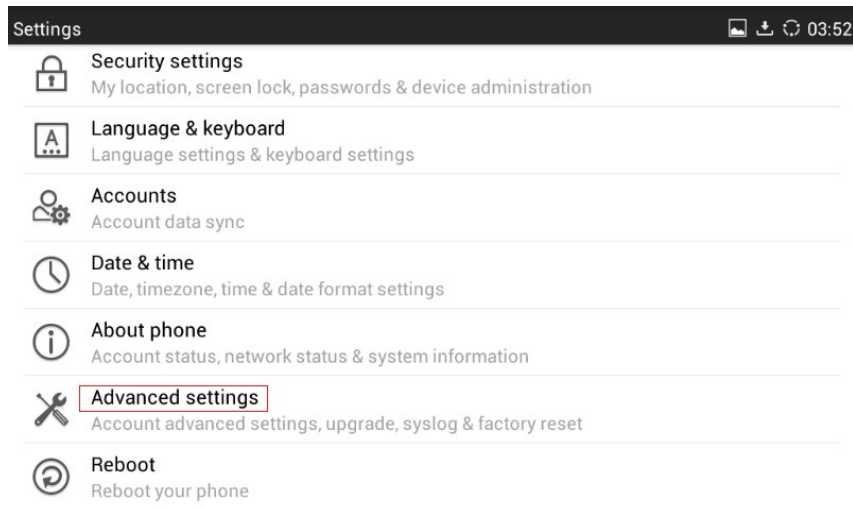 Settings 03:52
Security settings
My location, screen lock, passwords & device administration
Language & keyboard
Language settings & keyboard settings
Accounts
Account data sync
Date & time
Date, timezone, time & date format settings
About phone
Account status, network status & system information
Advanced settings
Account advanced settings, upgrade, syslog & factory reset
Reboot
Reboot your phone